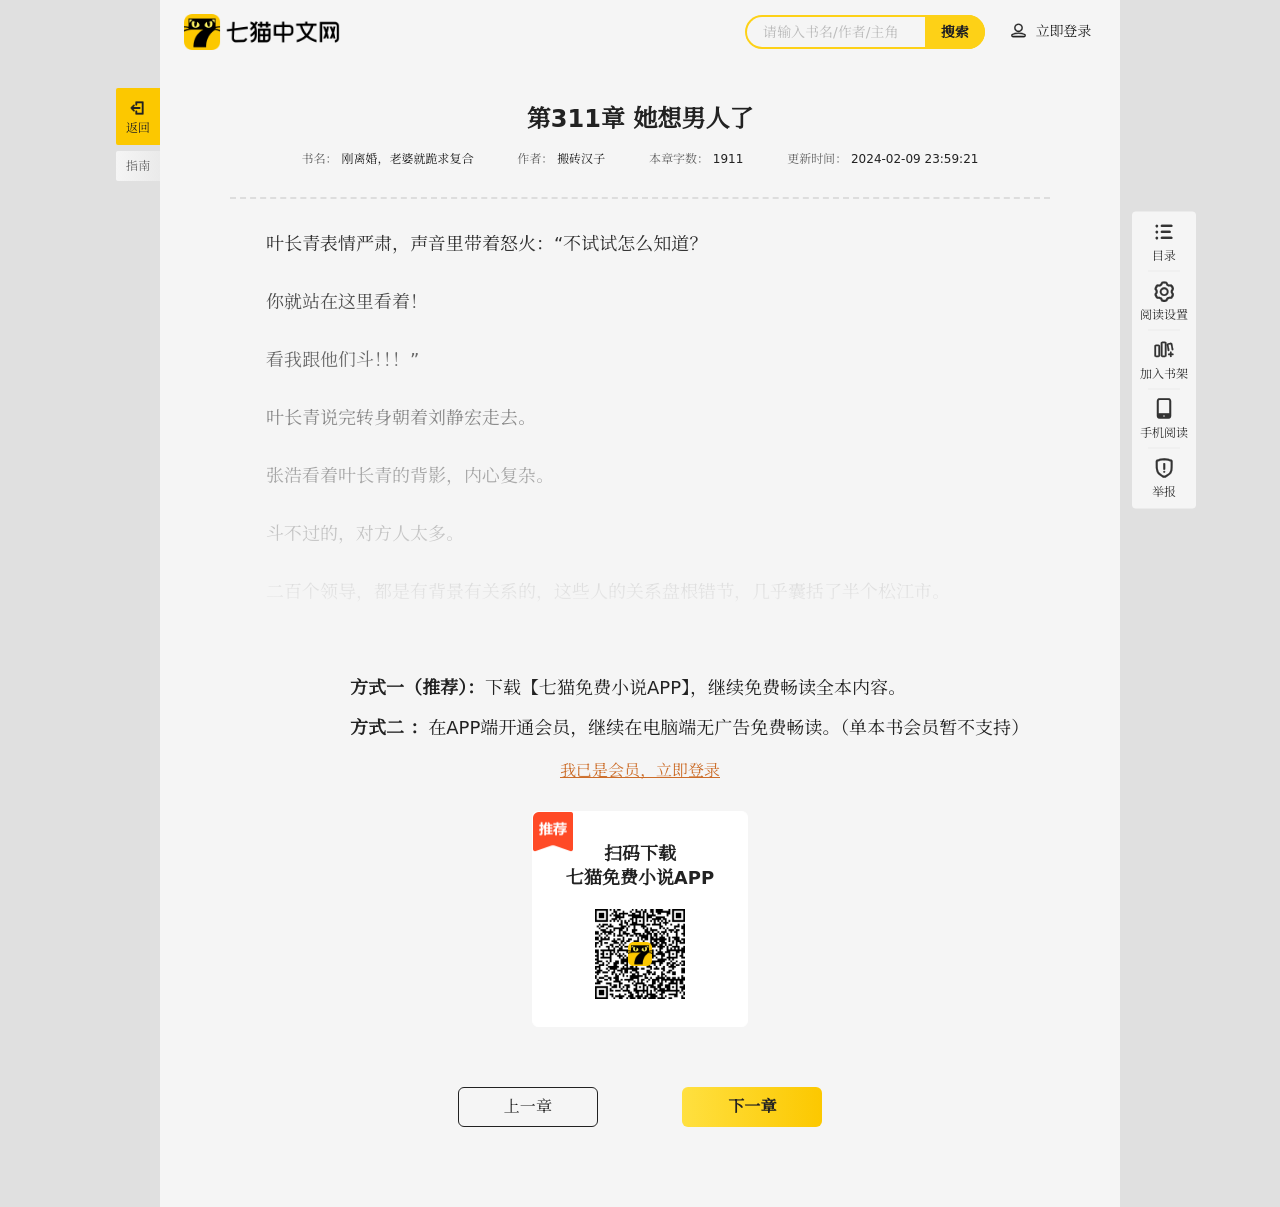 七猫中文网
请输入书名/作者/主角
搜索
立即登录
返回
指南
第311章 她想男人了
书名： 刚离婚，老婆就跪求复合 作者： 搬砖汉子 本章字数： 1911 更新时间： 2024-02-09 23:59:21
叶长青表情严肃，声音里带着怒火：“不试试怎么知道？
你就站在这里看着！
看我跟他们斗！！！”
叶长青说完转身朝着刘静宏走去。
张浩看着叶长青的背影，内心复杂。
斗不过的，对方人太多。
二百个领导，都是有背景有关系的，这些人的关系盘根错节，几乎囊括了半个松江市。
目录
阅读设置
加入书架
手机阅读
举报
方式一（推荐）：下载【七猫免费小说APP】，继续免费畅读全本内容。
方式二 ：在APP端开通会员，继续在电脑端无广告免费畅读。（单本书会员暂不支持）
我已是会员，立即登录
推荐
扫码下载
七猫免费小说APP
上一章
下一章